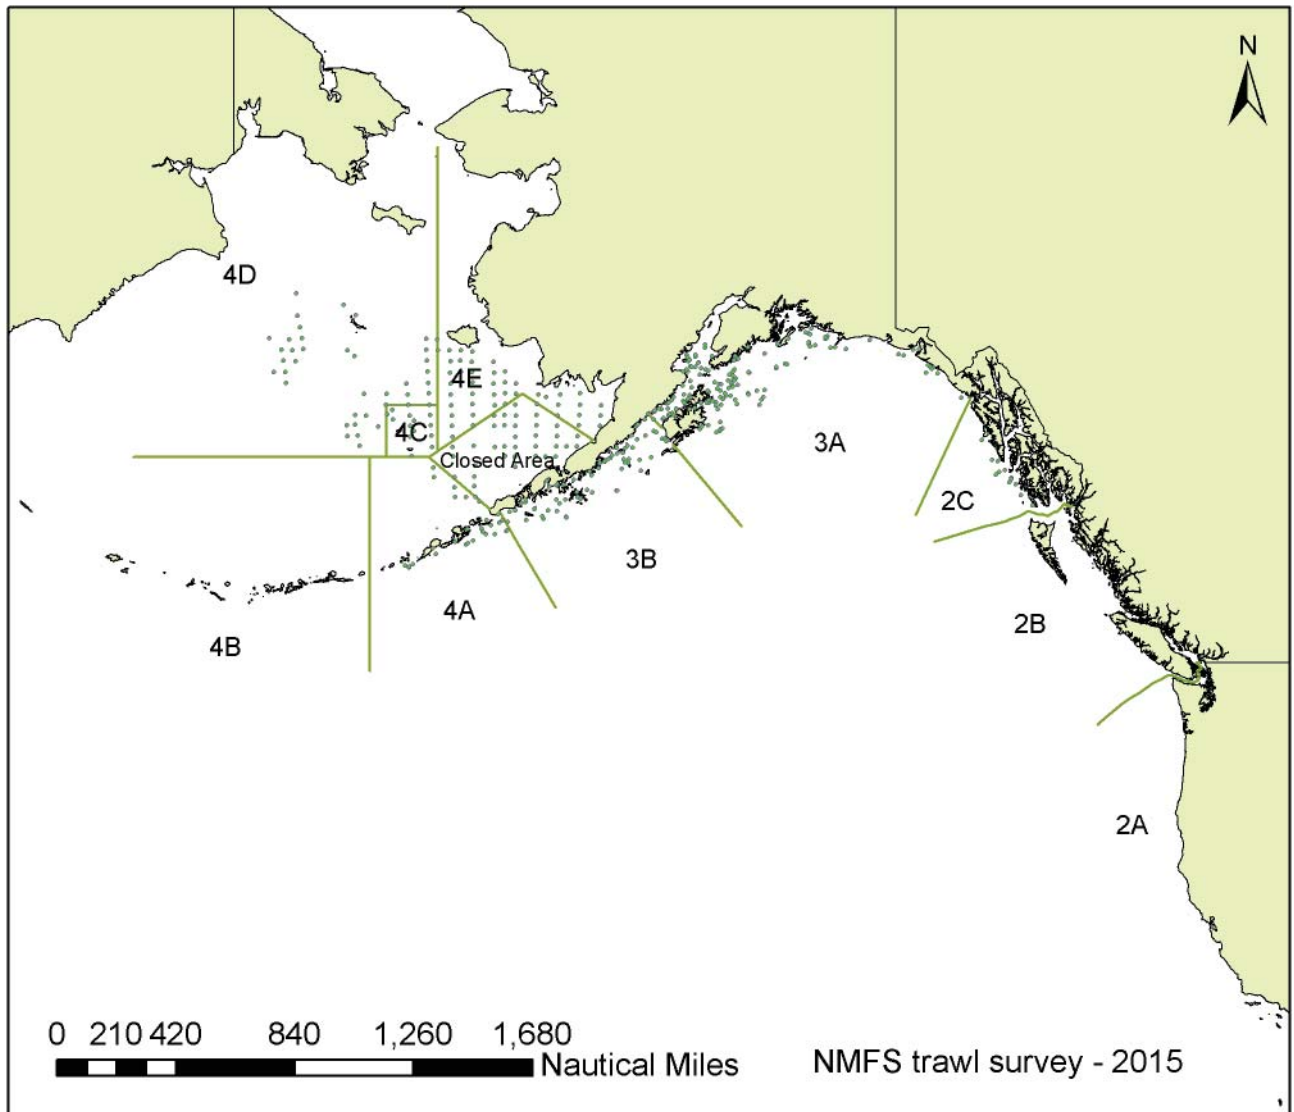 N
4D
4E
4C
Closed Area
3A
2C
3B
4A
2B
4B
2A
0 210 420 840 1,260 1,680
Nautical Miles
NMFS trawl survey - 2015